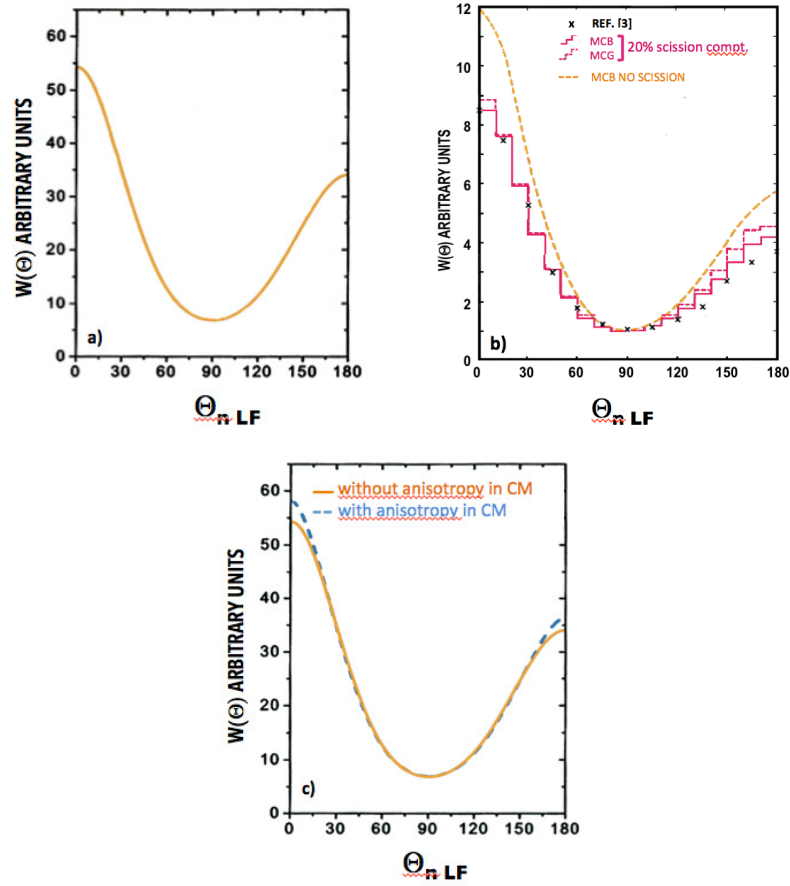 W(Θ) ARBITRARY UNITS
60
50
40
30
20
10
0
a)
0 30 60 90 120 150 180
Θn LF
W(Θ) ARBITRARY UNITS
12
10
8
6
4
2
0
x REF. [3]
MCB
MCG
20% scission compt.
MCB NO SCISSION
b)
0 30 60 90 120 150 180
Θn LF
W(Θ) ARBITRARY UNITS
60
50
40
30
20
10
0
without anisotropy in CM
with anisotropy in CM
c)
0 30 60 90 120 150 180
Θn LF